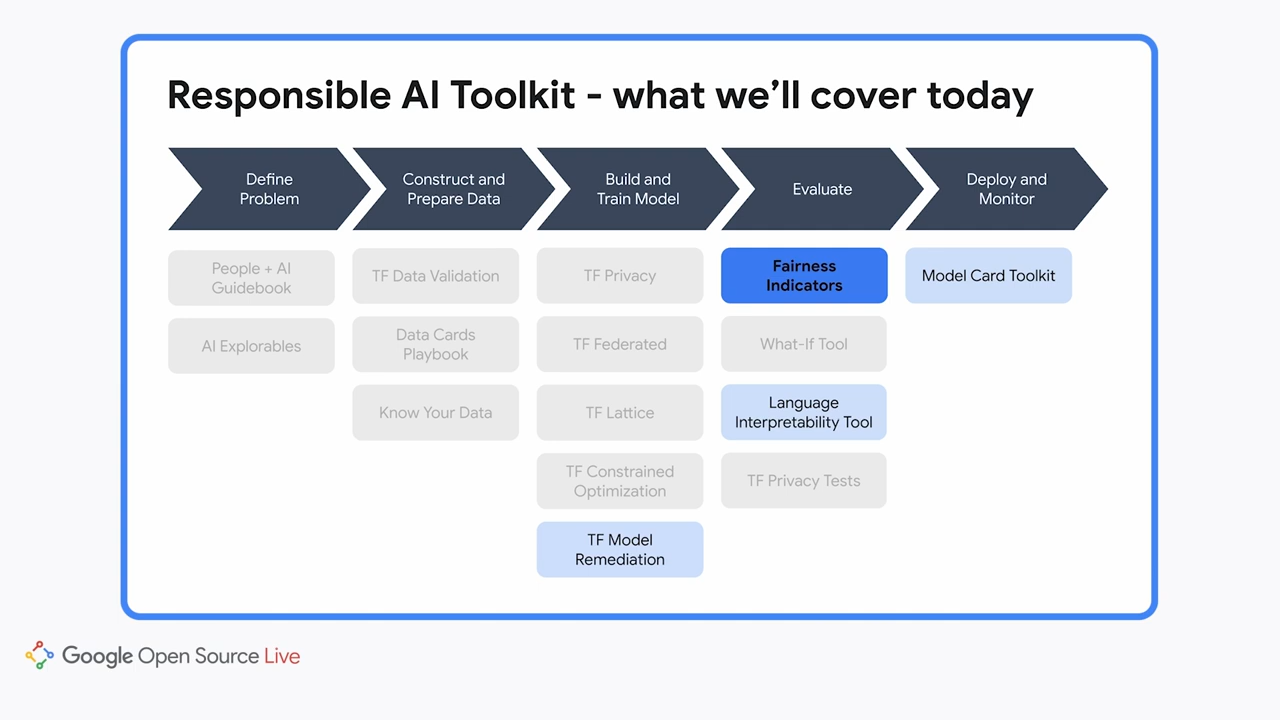 Responsible AI Toolkit - what we’ll cover today
Define
Problem
Construct and
Prepare Data
Build and
Train Model
Evaluate
Deploy and
Monitor
People + AI
Guidebook
AI Explorables
TF Data Validation
Data Cards
Playbook
Know Your Data
TF Privacy
TF Federated
TF Lattice
TF Constrained
Optimization
TF Model
Remediation
Fairness
Indicators
What-If Tool
Language
Interpretability Tool
TF Privacy Tests
Model Card Toolkit
Google Open Source Live